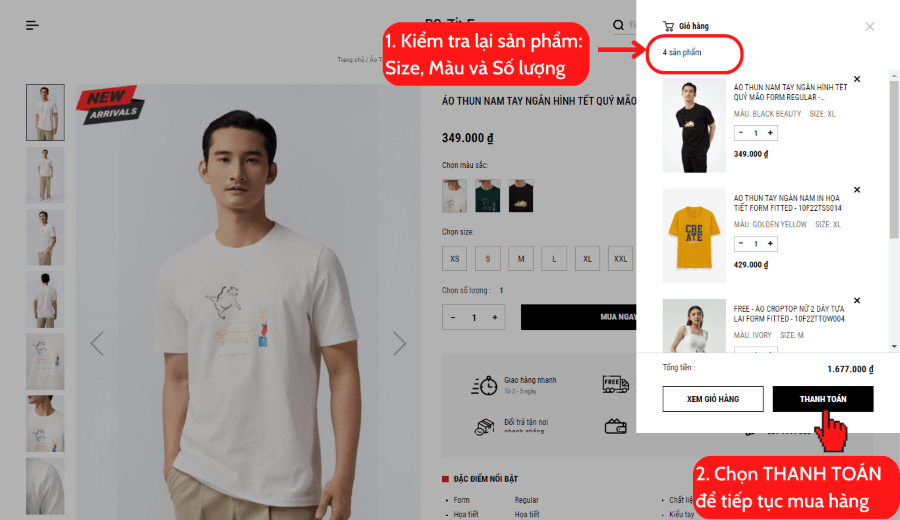 1. Kiểm tra lại sản phẩm:
Size, Màu và Số lượng
Giỏ hàng
4 sản phẩm
Trang chủ / Áo
NEW
ARRIVALS
ÁO THUN NAM TAY NGẮN HÌNH TẾT QUÝ MÃO
349.000 ₫
Chọn màu sắc:
Chọn size:
XS
S
M
L
XL
XXL
Chọn số lượng :
1
-
1
+
MUA NGAY
Giao hàng nhanh
Từ 2 - 5 ngày
FREE
Đổi trả tận nơi
ĐẶC ĐIỂM NỔI BẬT
Form
Regular
Họa tiết
Họa tiết
Chất liệ
Kiểu tay
ÁO THUN NAM TAY NGẮN HÌNH TẾT
QUÝ MÃO FORM REGULAR -...
MÀU: BLACK BEAUTY
SIZE: XL
- 1 +
349.000 ₫
ÁO THUN TAY NGẮN NAM IN HOA
TIẾT FORM FITTED - 10F22TSS014
MÀU: GOLDEN YELLOW
SIZE: XL
- 1 +
429.000 ₫
CRE
ATE
FREE - ÁO CROPTOP NỮ 2 DÂY TƯA
LAI FORM FITTED - 10F22TTOW004
MÀU: IVORY
SIZE: M
Tổng tiền :
1.677.000 ₫
XEM GIỎ HÀNG
THANH TOÁN
2. Chọn THANH TOÁN
để tiếp tục mua hàng